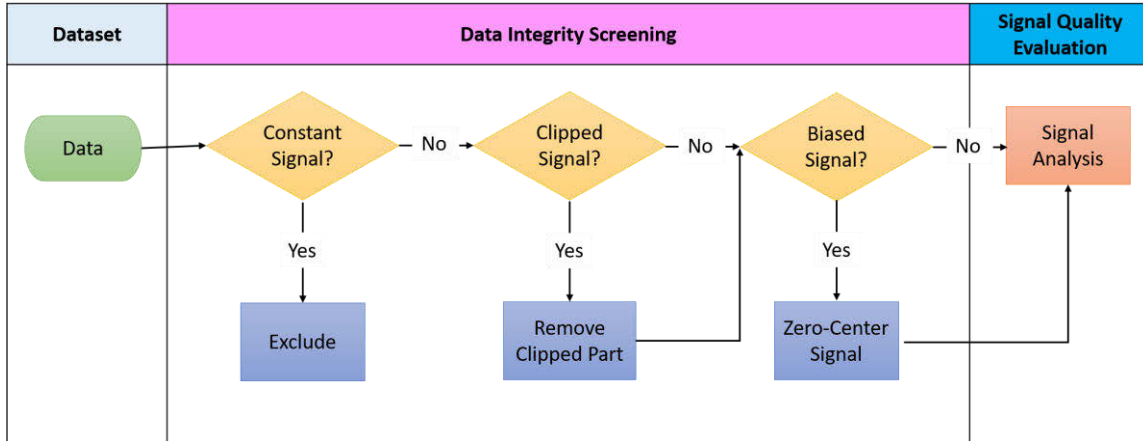 Dataset
Data Integrity Screening
Signal Quality
Evaluation
Data
Constant
Signal?
No
Clipped
Signal?
No
Biased
Signal?
No
Signal
Analysis
Yes
Yes
Yes
Exclude
Remove
Clipped Part
Zero-Center
Signal